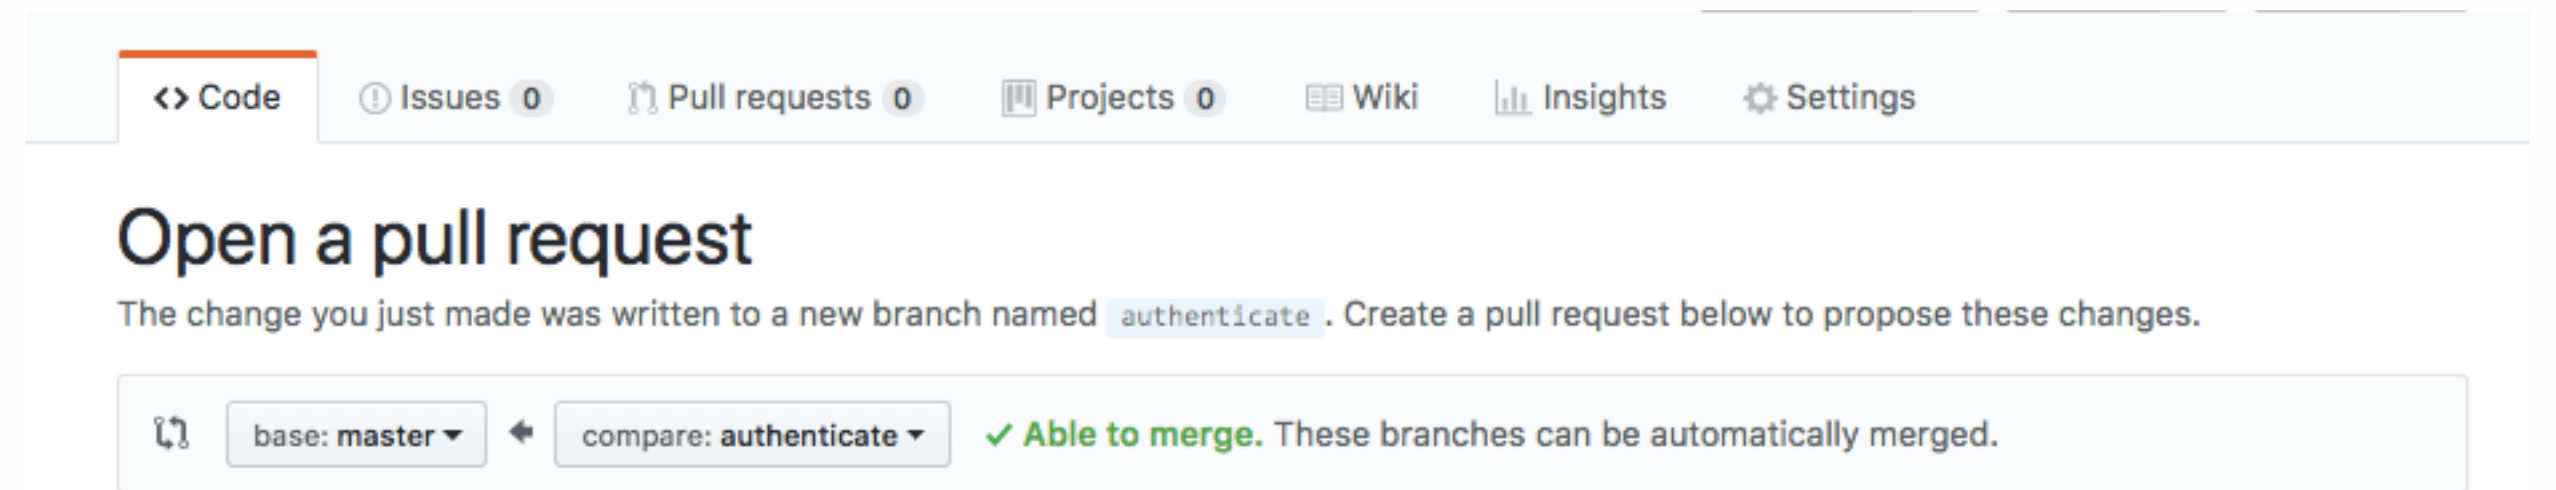 Code Issues 0 Pull requests 0 Projects 0 Wiki Insights Settings
Open a pull request
The change you just made was written to a new branch named authenticate . Create a pull request below to propose these changes.
base: master compare: authenticate Able to merge. These branches can be automatically merged.